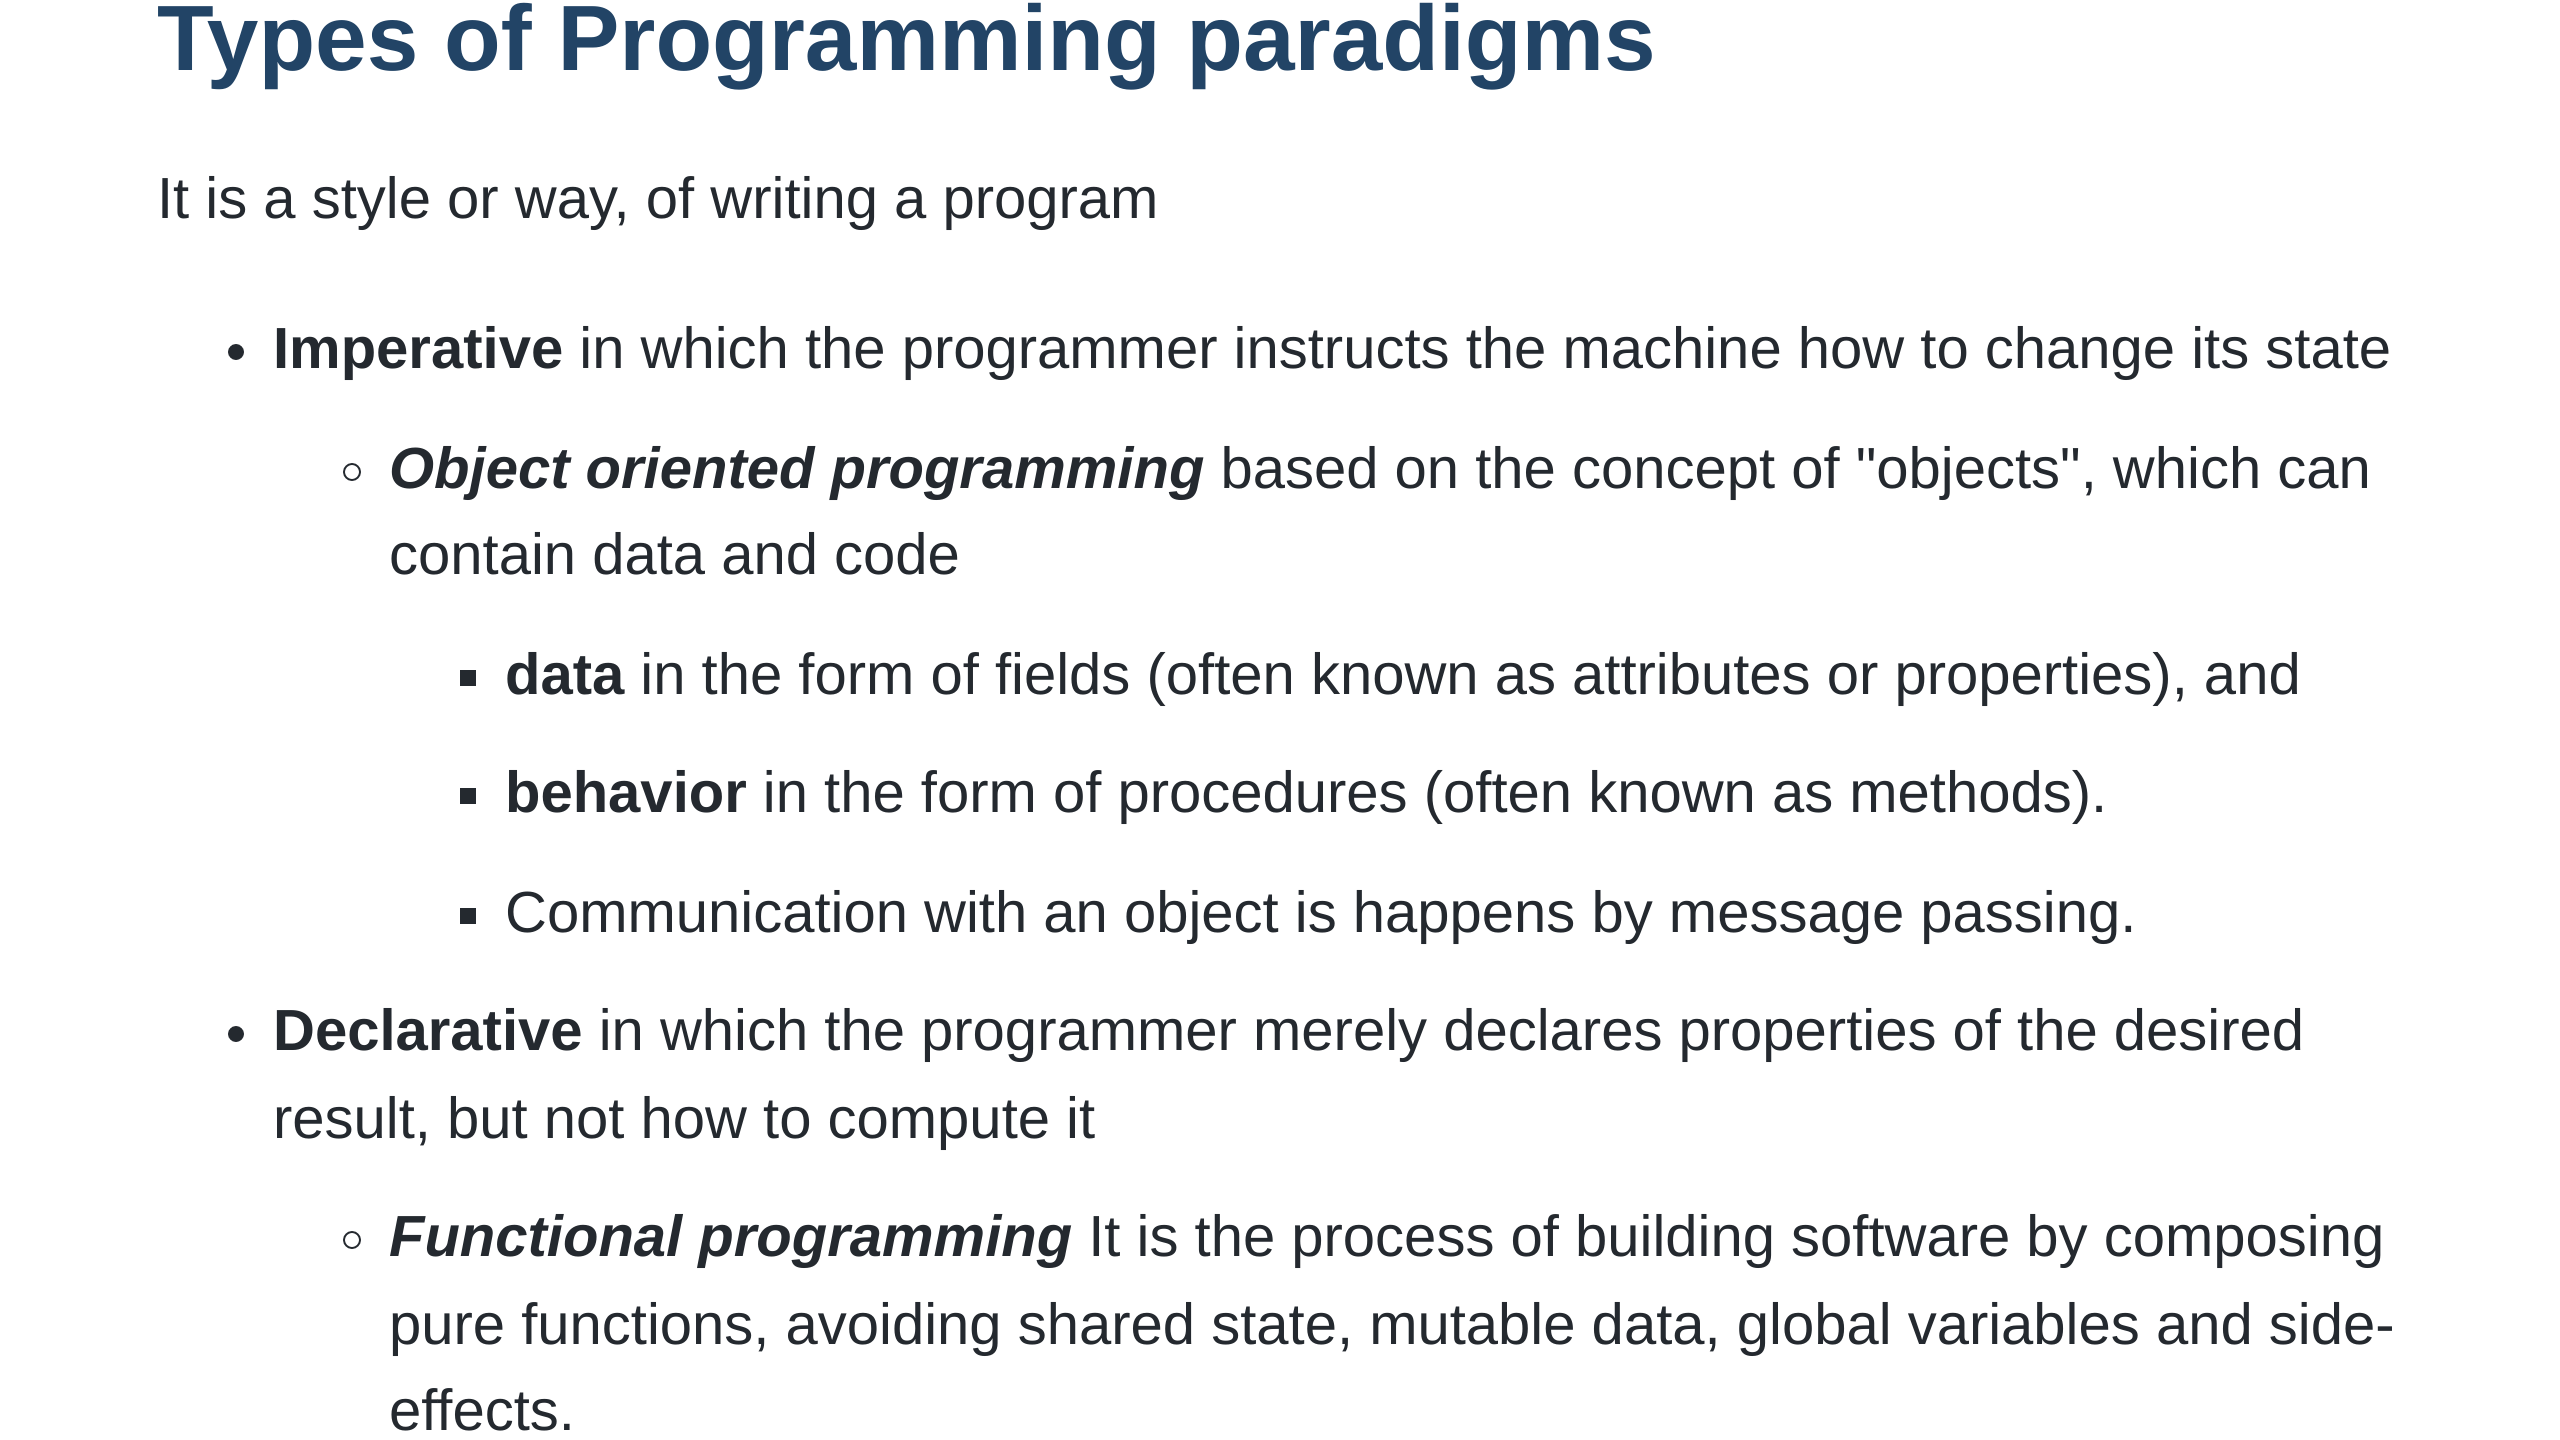 Types of Programming paradigms
It is a style or way, of writing a program
Imperative in which the programmer instructs the machine how to change its state
Object oriented programming based on the concept of "objects", which can
contain data and code
data in the form of fields (often known as attributes or properties), and
behavior in the form of procedures (often known as methods).
Communication with an object is happens by message passing.
Declarative in which the programmer merely declares properties of the desired
result, but not how to compute it
Functional programming It is the process of building software by composing
pure functions, avoiding shared state, mutable data, global variables and side-
effects.